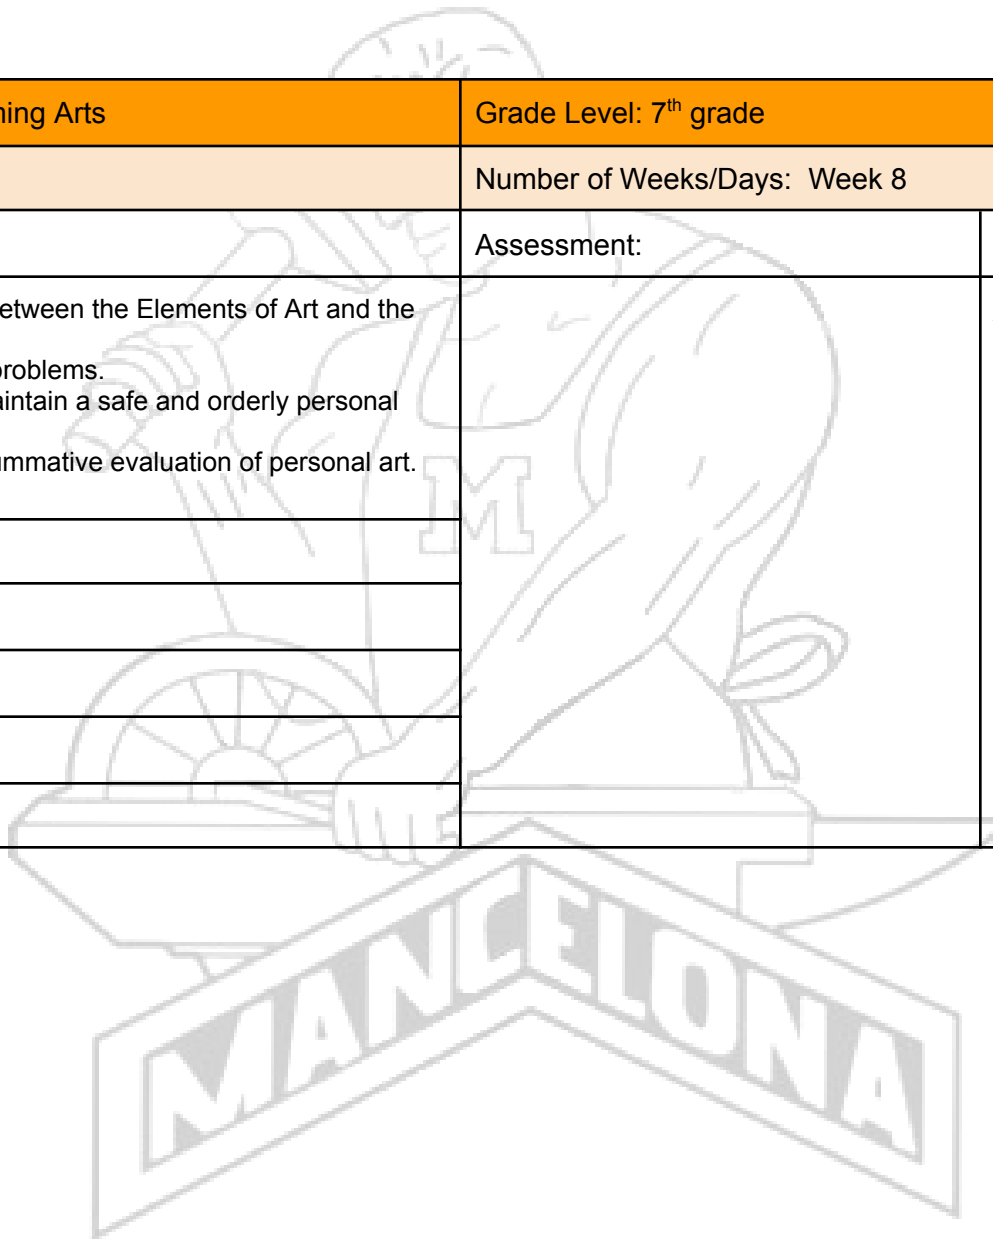 ning Arts
Grade Level: 7th grade
Number of Weeks/Days: Week 8
Assessment:
etween the Elements of Art and the
problems.
aintain a safe and orderly personal
ummative evaluation of personal art.
M
MANCELONA